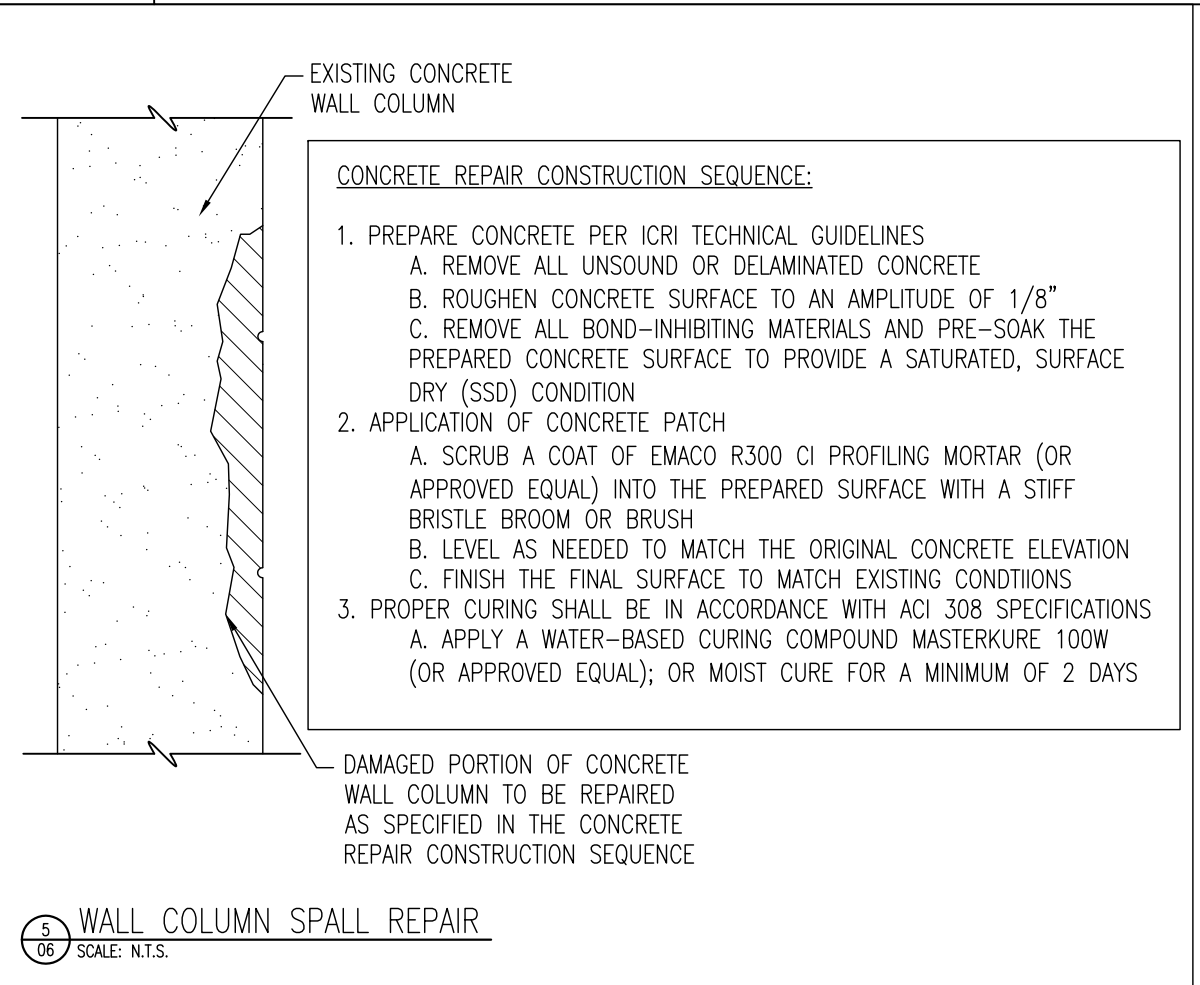 EXISTING CONCRETE
WALL COLUMN
CONCRETE REPAIR CONSTRUCTION SEQUENCE:
1. PREPARE CONCRETE PER ICRI TECHNICAL GUIDELINES
A. REMOVE ALL UNSOUND OR DELAMINATED CONCRETE
B. ROUGHEN CONCRETE SURFACE TO AN AMPLITUDE OF 1/8"
C. REMOVE ALL BOND-INHIBITING MATERIALS AND PRE-SOAK THE
PREPARED CONCRETE SURFACE TO PROVIDE A SATURATED, SURFACE
DRY (SSD) CONDITION
2. APPLICATION OF CONCRETE PATCH
A. SCRUB A COAT OF EMACO R300 CI PROFILING MORTAR (OR
APPROVED EQUAL) INTO THE PREPARED SURFACE WITH A STIFF
BRISTLE BROOM OR BRUSH
B. LEVEL AS NEEDED TO MATCH THE ORIGINAL CONCRETE ELEVATION
C. FINISH THE FINAL SURFACE TO MATCH EXISTING CONDTIIONS
3. PROPER CURING SHALL BE IN ACCORDANCE WITH ACI 308 SPECIFICATIONS
A. APPLY A WATER-BASED CURING COMPOUND MASTERKURE 100W
(OR APPROVED EQUAL); OR MOIST CURE FOR A MINIMUM OF 2 DAYS
DAMAGED PORTION OF CONCRETE
WALL COLUMN TO BE REPAIRED
AS SPECIFIED IN THE CONCRETE
REPAIR CONSTRUCTION SEQUENCE
5
06
WALL COLUMN SPALL REPAIR
SCALE: N.T.S.